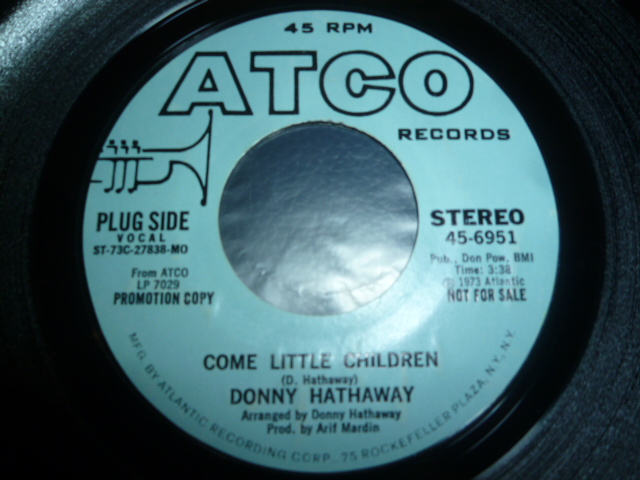 45 RPM
ATCO
RECORDS
PLUG SIDE
VOCAL
ST-73C-27838-MO
From ATCO
LP 7029
PROMOTION COPY
STEREO
45-6951
Pub., Don Pow, BMI
Time: 3:38
Ⓟ 1973 Atlantic
NOT FOR SALE
COME LITTLE CHILDREN
(D. Hathaway)
DONNY HATHAWAY
Arranged by Donny Hathaway
Prod. by Arif Mardin
MFG. BY ATLANTIC RECORDING CORP., 75 ROCKEFELLER PLAZA, N.Y., N.Y.